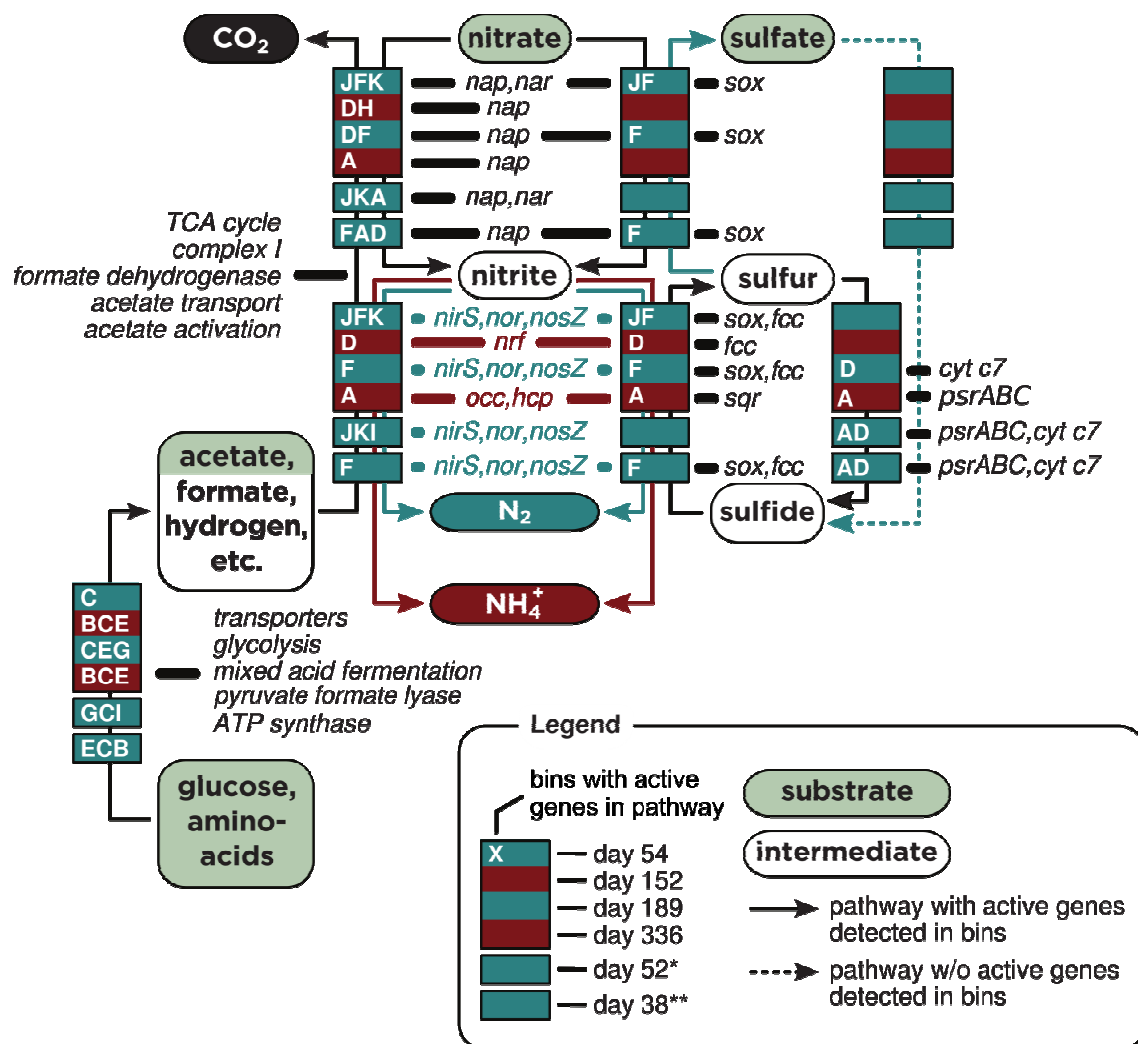 CO2
nitrate
sulfate
JFK
nap,nar
JF
sox
DH
nap
DF
nap
F
sox
A
nap
JKA
nap,nar
FAD
nap
F
sox
TCA cycle
complex I
formate dehydrogenase
acetate transport
acetate activation
nitrite
sulfur
JFK
nirS,nor,nosZ
JF
sox,fcc
D
nrf
D
fcc
F
nirS,nor,nosZ
F
sox,fcc
D
cyt c7
A
occ,hcp
A
sqr
A
psrABC
JKI
nirS,nor,nosZ
AD
psrABC,cyt c7
F
nirS,nor,nosZ
F
sox,fcc
AD
psrABC,cyt c7
acetate,
formate,
hydrogen,
etc.
N2
sulfide
NH4+
C
BCE
CEG
BCE
GCI
ECB
transporters
glycolysis
mixed acid fermentation
pyruvate formate lyase
ATP synthase
glucose,
amino-
acids
Legend
bins with active
genes in pathway
X
day 54
day 152
day 189
day 336
day 52*
day 38**
substrate
intermediate
pathway with active genes
detected in bins
pathway w/o active genes
detected in bins